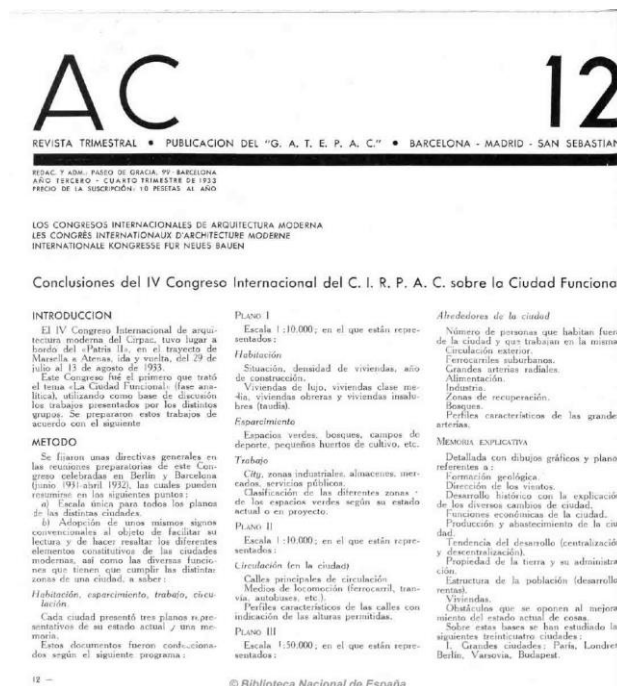 AC
12
REVISTA TRIMESTRAL • PUBLICACION DEL "G. A. T. E. P. A. C." • BARCELONA - MADRID - SAN SEBASTIAN
REDAC. Y ADM.: PASEO DE GRACIA, 99 · BARCELONA
AÑO TERCERO - CUARTO TRIMESTRE DE 1933
PRECIO DE LA SUSCRIPCIÓN: 10 PESETAS AL AÑO
LOS CONGRESOS INTERNACIONALES DE ARQUITECTURA MODERNA
LES CONGRÈS INTERNATIONAUX D'ARCHITECTURE MODERNE
INTERNATIONALE KONGRESSE FUR NEUES BAUEN
Conclusiones del IV Congreso Internacional del C. I. R. P. A. C. sobre la Ciudad Funciona
INTRODUCCION
El IV Congreso Internacional de arqui-
tectura moderna del Cirpac, tuvo lugar a
bordo del «Patris II», en el trayecto de
Marsella a Atenas, ida y vuelta, del 29 de
julio al 13 de agosto de 1933.
Este Congreso fué el primero que trató
el tema «La Ciudad Funcional» (fase ana-
lítica), utilizando como base de discusión
los trabajos presentados por los distintos
grupos. Se prepararon estos trabajos de
acuerdo con el siguiente
METODO
Se fijaron unas directivas generales en
las reuniones preparatorias de este Con-
greso celebradas en Berlín y Barcelona
(junio 1931-abril 1932), las cuales pueden
resumirse en los siguientes puntos:
a) Escala única para todos los planos
de las distintas ciudades.
b) Adopción de unos mismos signos
convencionales al objeto de facilitar su
lectura y de hacer resaltar los diferentes
elementos constitutivos de las ciudades
modernas, así como las diversas funcio-
nes que tienen que cumplir las distintas
zonas de una ciudad, a saber:
Habitación, esparcimiento, trabajo, circu-
lación.
Cada ciudad presentó tres planos repre-
sentativos de su estado actual y una me-
moria.
Estos documentos fueron confecciona-
dos según el siguiente programa:
12 —
PLANO I
Escala 1:10.000; en el que están repre-
sentados:
Habitación
Situación, densidad de viviendas, año
de construcción.
Viviendas de lujo, viviendas clase me-
dia, viviendas obreras y viviendas insalu-
bres (taudis).
Esparcimiento
Espacios verdes, bosques, campos de
deporte, pequeños huertos de cultivo, etc.
Trabajo
City, zonas industriales, almacenes, mer-
cados, servicios públicos.
Clasificación de las diferentes zonas
de los espacios verdes según su estado
actual o en proyecto.
PLANO II
Escala 1:10.000; en el que están repre-
sentados:
Circulación (en la ciudad)
Calles principales de circulación
Medios de locomoción (ferrocarril, tran-
vía, autobuses, etc.).
Perfiles característicos de las calles con
indicación de las alturas permitidas.
PLANO III
Escala 1:50.000; en el que están repre-
sentados:
Alrededores de la ciudad
Número de personas que habitan fuera
de la ciudad y que trabajan en la misma
Circulación exterior.
Ferrocarriles suburbanos.
Grandes arterias radiales.
Alimentación.
Industria.
Zonas de recuperación.
Bosques.
Perfiles característicos de las grande
arterias.
MEMORIA EXPLICATIVA
Detallada con dibujos gráficos y plano
referentes a:
Formación geológica.
Dirección de los vientos.
Desarrollo histórico con la explicació
de los diversos cambios de ciudad.
Funciones económicas de la ciudad.
Producción y abastecimiento de la ciu
dad.
Tendencia del desarrollo (centralizació
y descentralización).
Propiedad de la tierra y su administra
ción.
Estructura de la población (desarrollo
rentas).
Viviendas.
Obstáculos que se oponen al mejora
miento del estado actual de cosas.
Sobre estas bases se han estudiado la
siguientes treinticuatro ciudades:
I. Grandes ciudades: París, Londres
Berlín, Varsovia, Budapest.
© Biblioteca Nacional de España